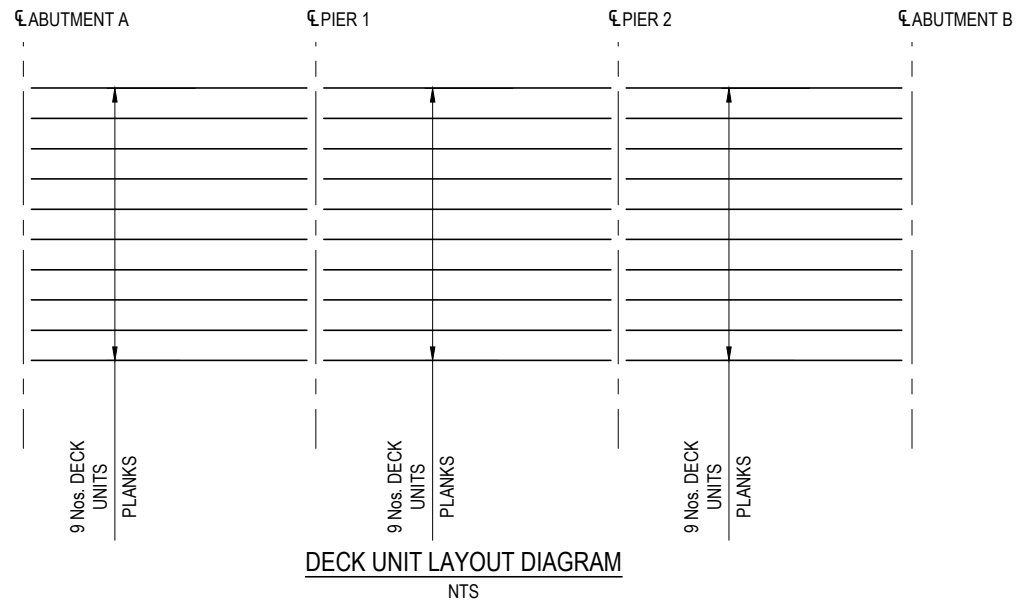 ℄ ABUTMENT A
℄ PIER 1
℄ PIER 2
℄ ABUTMENT B
9 Nos. DECK
UNITS
PLANKS
9 Nos. DECK
UNITS
PLANKS
9 Nos. DECK
UNITS
PLANKS
DECK UNIT LAYOUT DIAGRAM
NTS